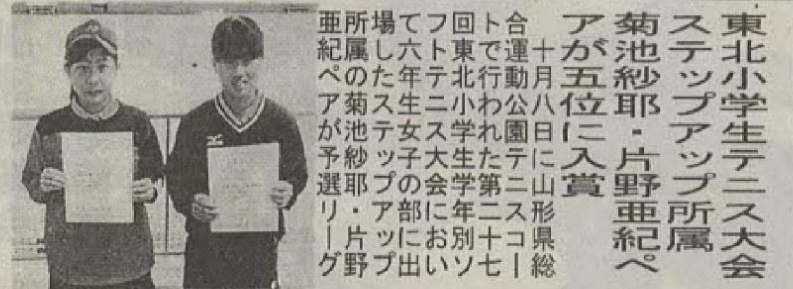 東北小学生テニス大会
ステップアップ所属
菊池紗耶・片野亜紀ペ
アが五位に入賞
十月八日に山形県総
合運動公園テニスコー
トで行われた第二十七
回東北小学生学年別ソ
フトテニス大会におい
て六年生女子の部に出
場したステップアップ
所属の菊池紗耶・片野
亜紀ペアが予選リーグ